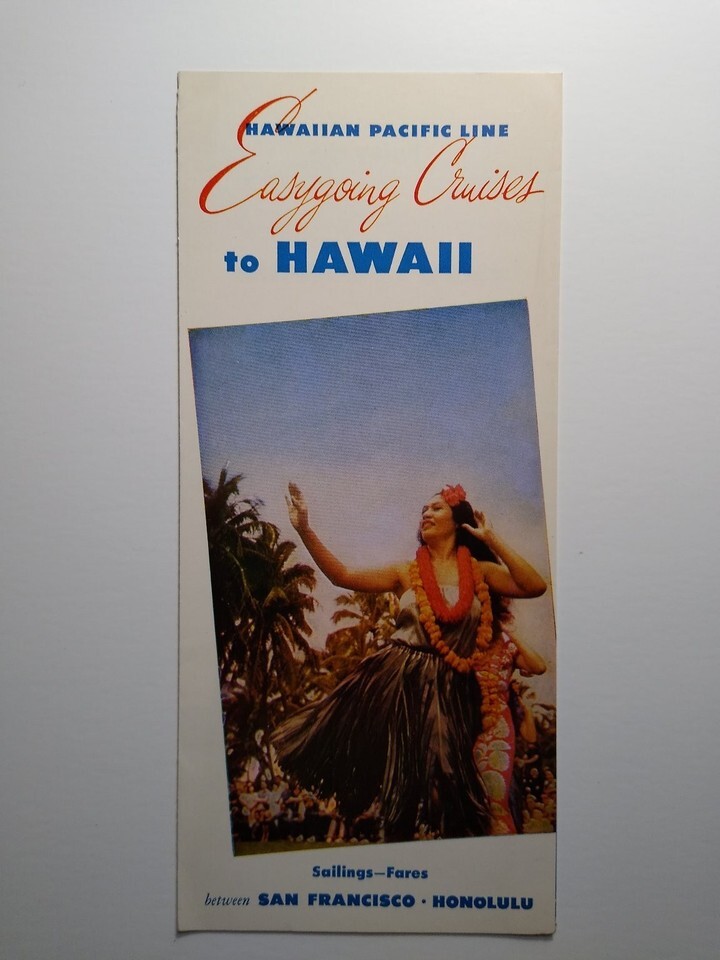 HAWAIIAN PACIFIC LINE
Easygoing Cruises
to HAWAII
Sailings—Fares
between SAN FRANCISCO · HONOLULU